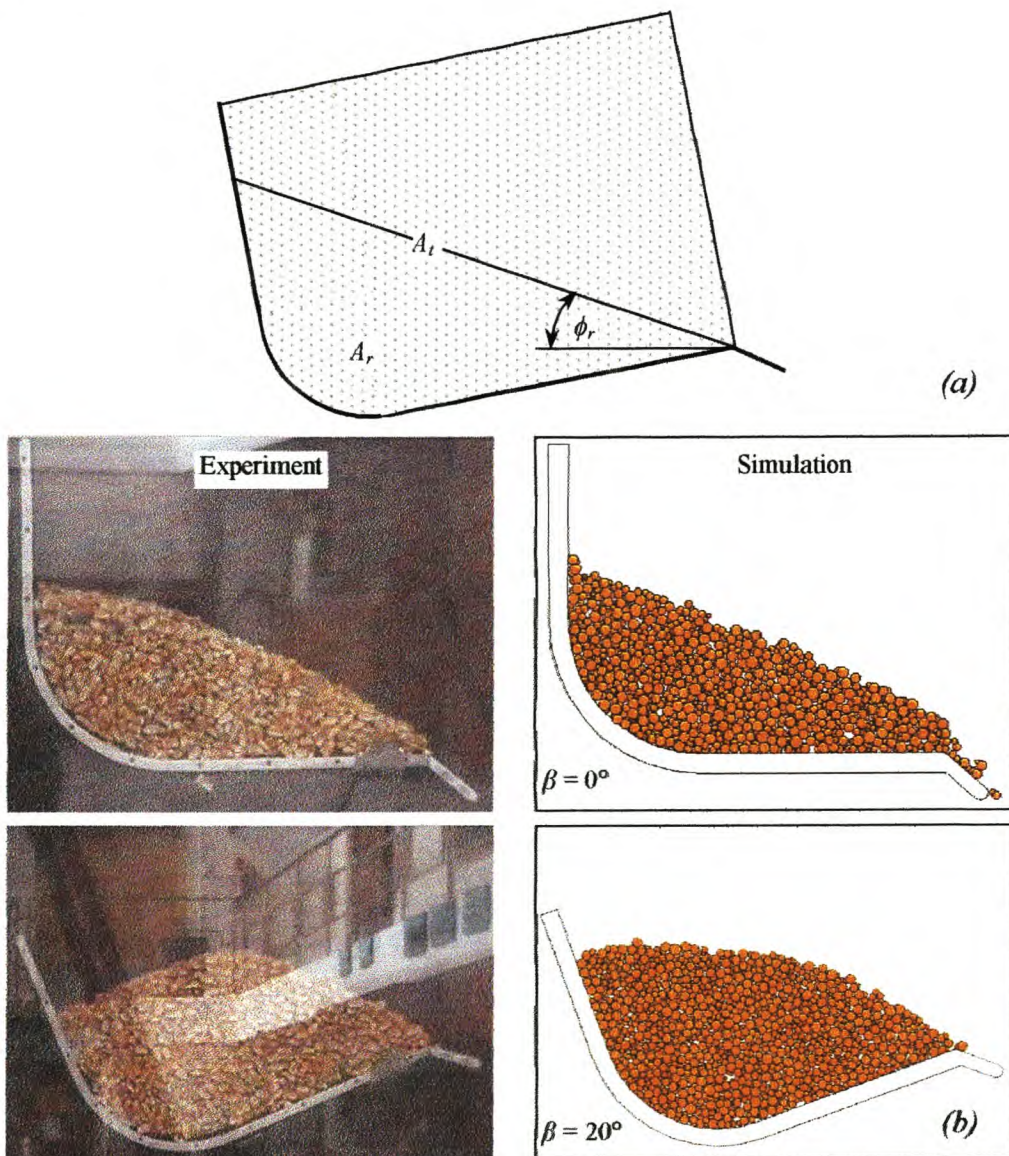 A_t
ϕ_r
A_r
(a)
Experiment
Simulation
β = 0°
β = 20°
(b)